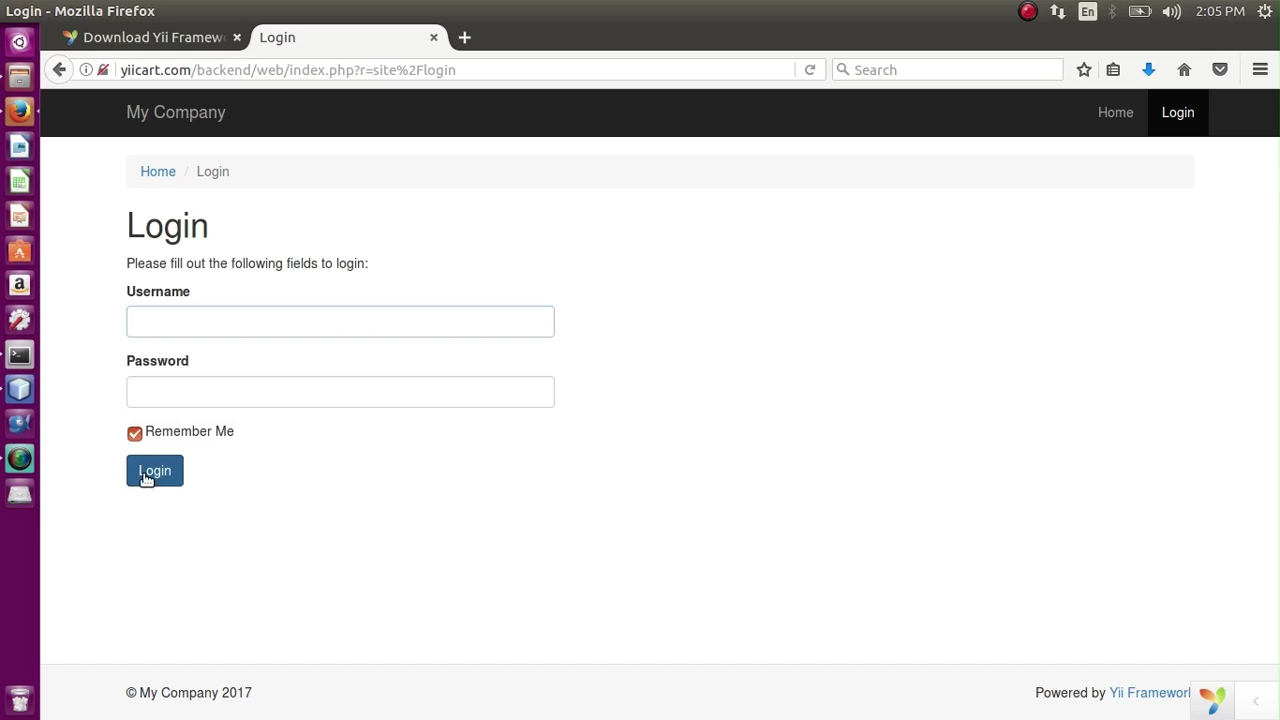 Login - Mozilla Firefox
En
2:05 PM
Download Yii Framew
Login
yiicart.com/backend/web/index.php?r=site%2Flogin
Search
My Company
Home
Login
Home / Login
Login
Please fill out the following fields to login:
Username
Password
Remember Me
Login
© My Company 2017
Powered by Yii Framework